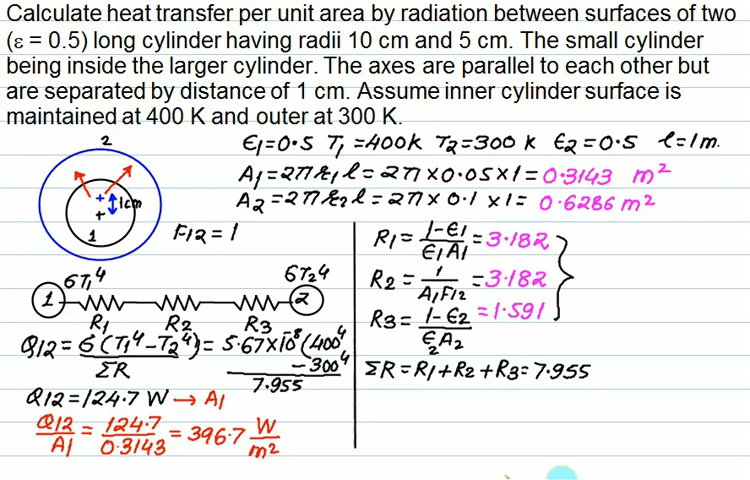 Calculate heat transfer per unit area by radiation between surfaces of two
(ε = 0.5) long cylinder having radii 10 cm and 5 cm. The small cylinder
being inside the larger cylinder. The axes are parallel to each other but
are separated by distance of 1 cm. Assume inner cylinder surface is
maintained at 400 K and outer at 300 K.
2
1cm
1
F12 = 1
ε1=0.5 T1=400K T2=300 K ε2=0.5 l=1m.
A1=2πr1l=2π×0.05×1=0.3143 m²
A2=2πr2l=2π×0.1×1=0.6286 m²
σT1⁴ σT2⁴
1 2
R1 R2 R3
Q12=σ(T1⁴-T2⁴)/ΣR=5.67×10⁻⁸(400⁴-300⁴)/7.955
Q12=124.7 W→A1
Q12/A1=124.7/0.3143=396.7 W/m²
R1=1-ε1/ε1A1=3.182
R2=1/A1F12=3.182
R3=1-ε2/ε2A2=1.591
ΣR=R1+R2+R3=7.955